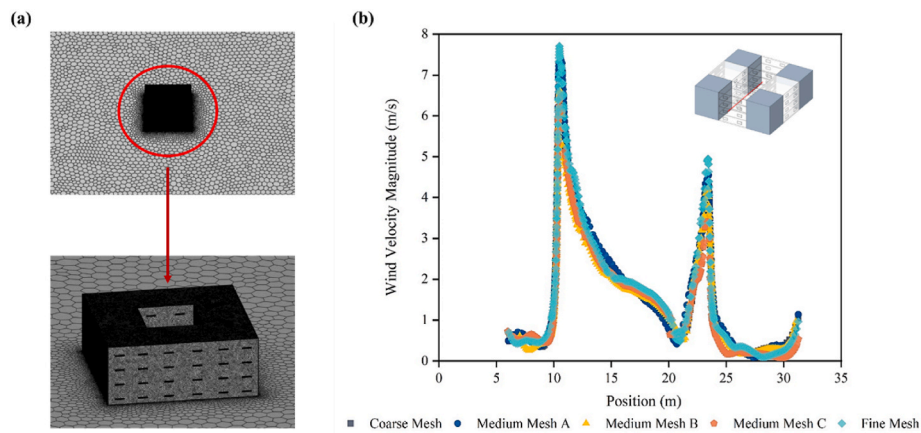 (a)
(b)
8
7
6
5
4
3
2
1
0
Wind Velocity Magnitude (m/s)
0 5 10 15 20 25 30 35
Position (m)
Coarse Mesh Medium Mesh A Medium Mesh B Medium Mesh C Fine Mesh